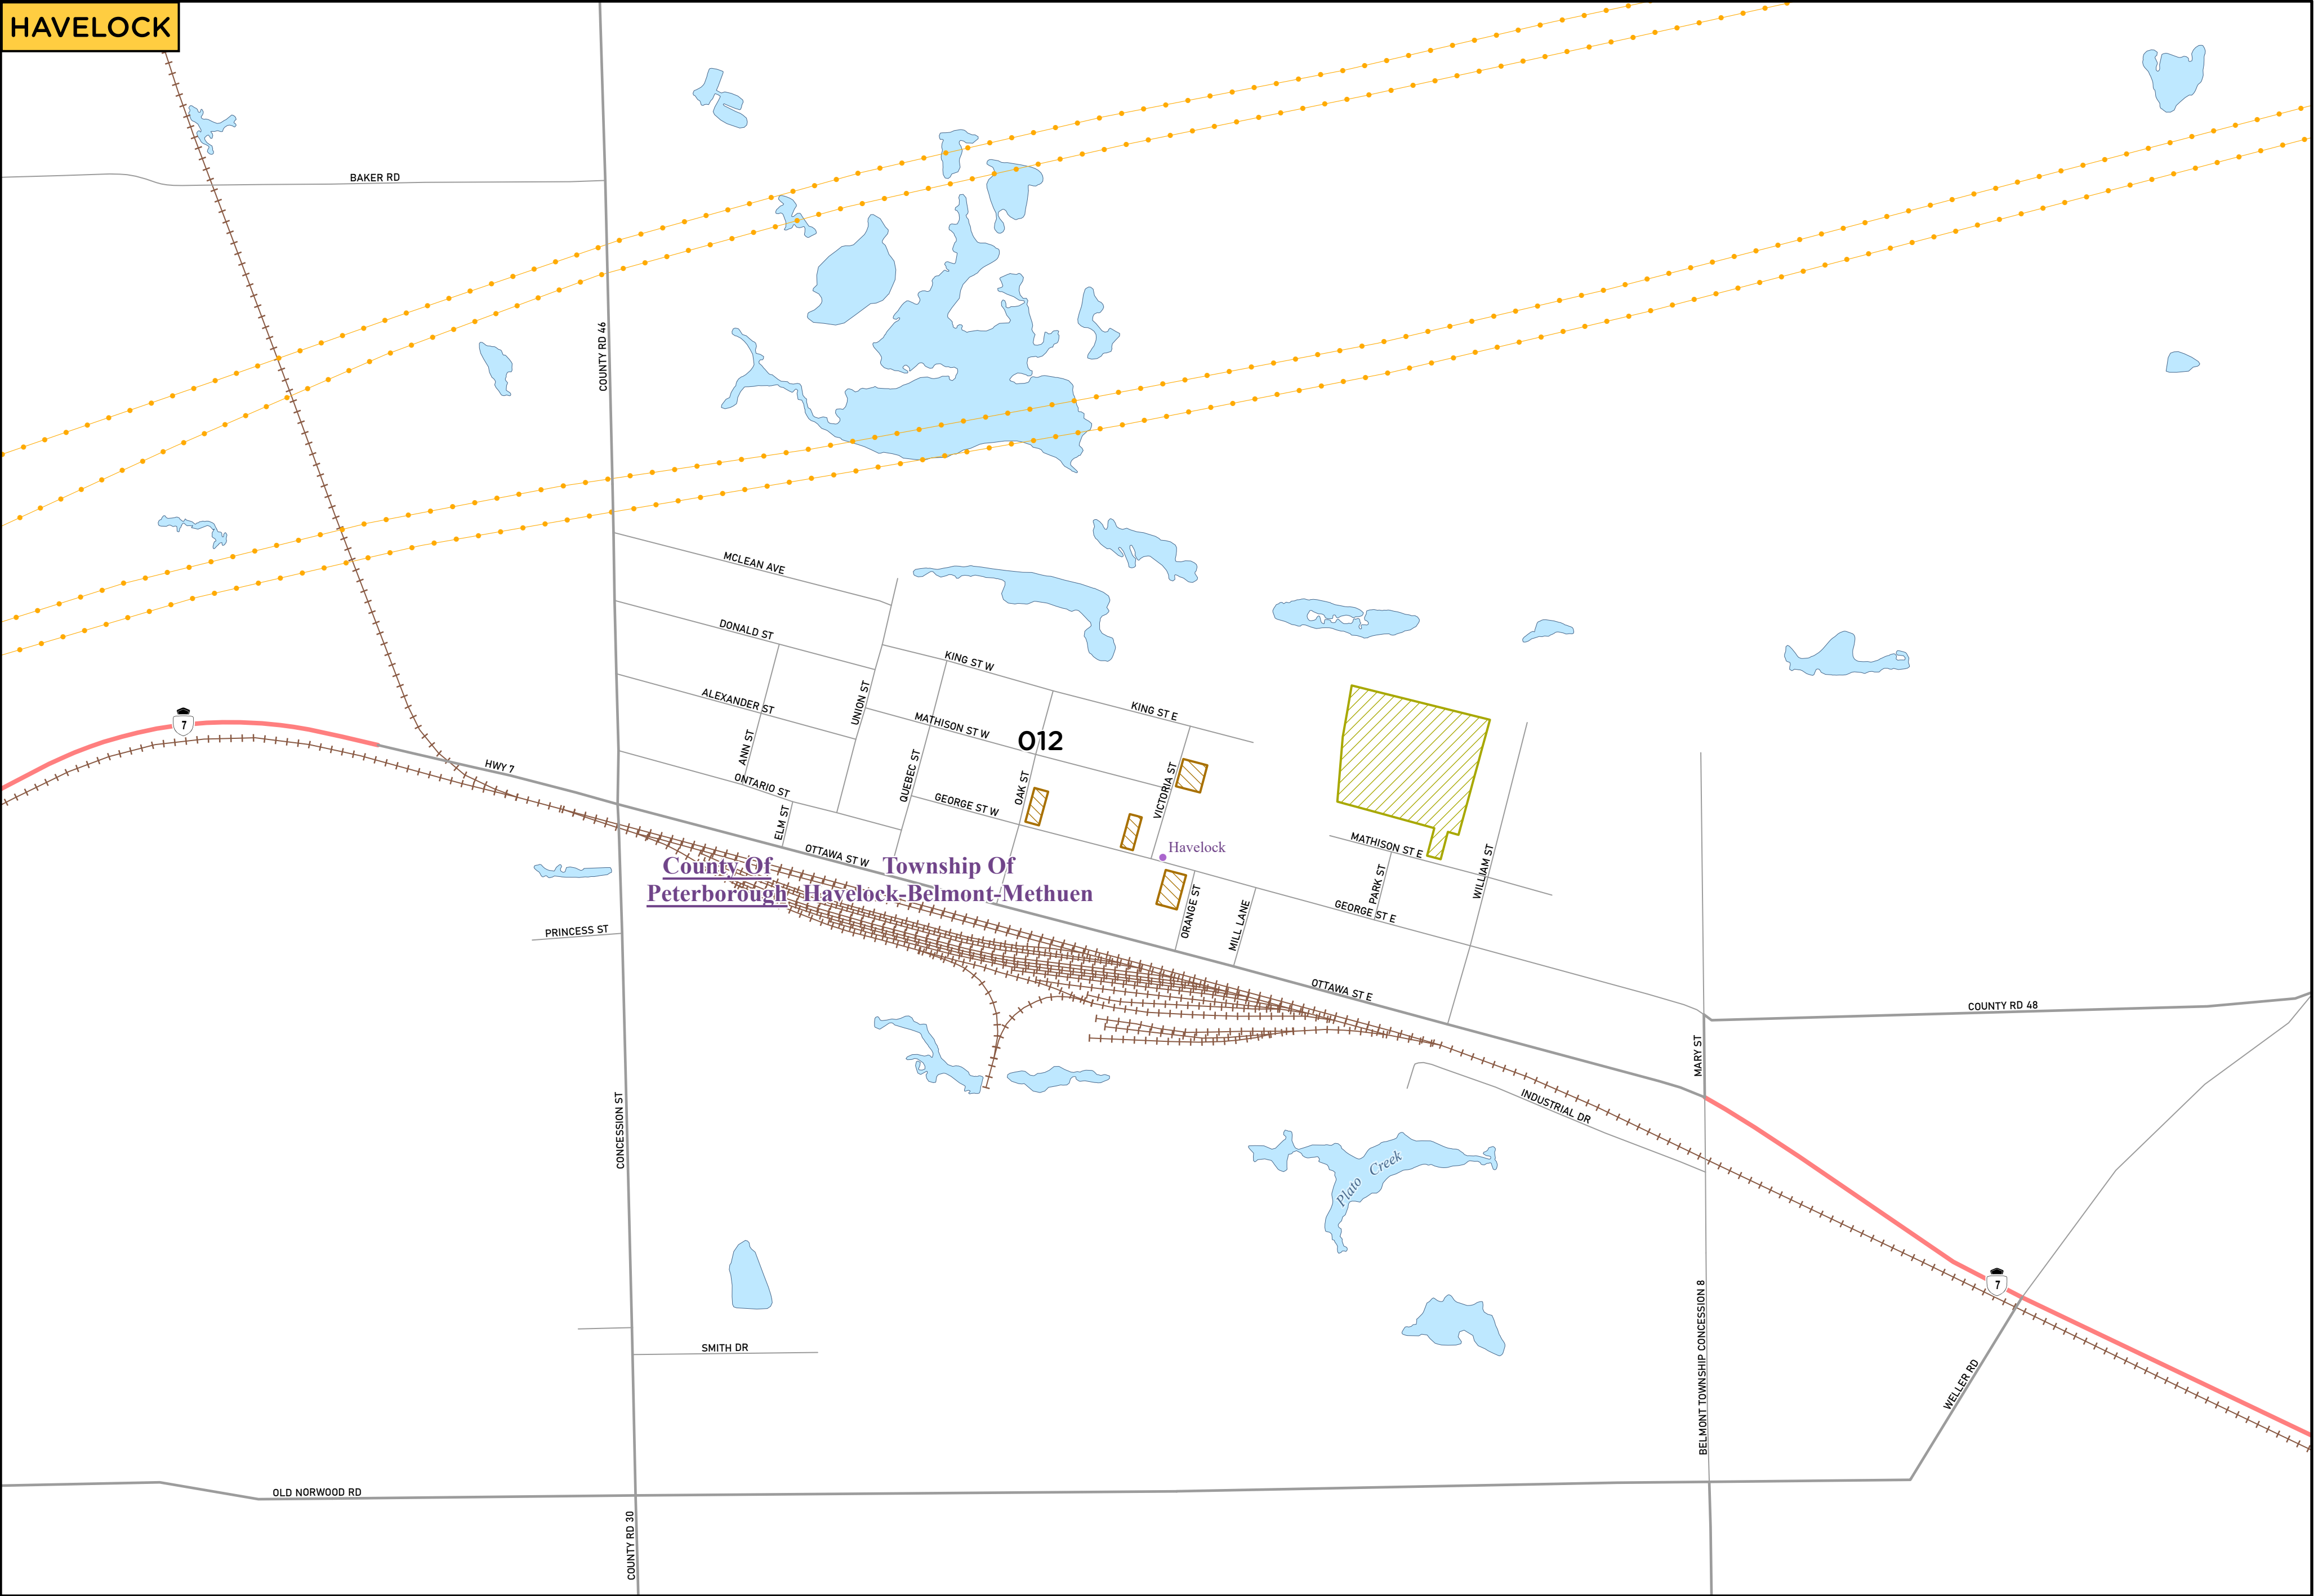 HAVELOCK
BAKER RD
COUNTY RD 46
MCLEAN AVE
DONALD ST
KING ST W
ALEXANDER ST
UNION ST
KING ST E
MATHISON ST W
012
7
ANN ST
HWY 7
QUEBEC ST
ONTARIO ST
OAK ST
GEORGE ST W
VICTORIA ST
ELM ST
OTTAWA ST W
Havelock
MATHISON ST E
County Of
Peterborough
Township Of
Havelock-Belmont-Methuen
PARK ST
WILLIAM ST
ORANGE ST
MILL LANE
GEORGE ST E
PRINCESS ST
OTTAWA ST E
COUNTY RD 48
MARY ST
CONCESSION ST
INDUSTRIAL DR
Plato Creek
7
SMITH DR
BELMONT TOWNSHIP CONCESSION 8
WELLER RD
OLD NORWOOD RD
COUNTY RD 30